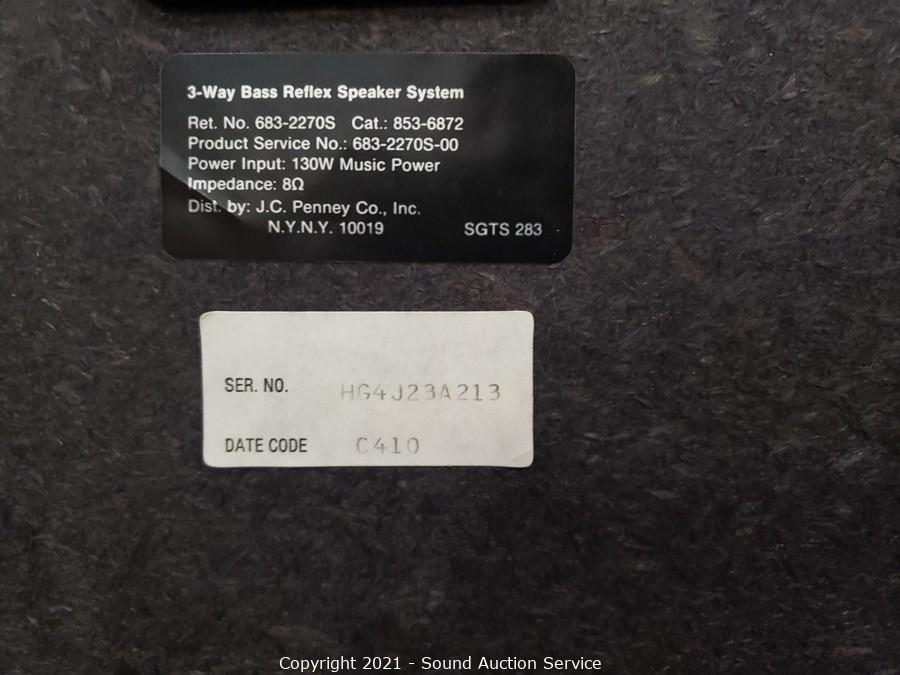 3-Way Bass Reflex Speaker System
Ret. No. 683-2270S Cat.: 853-6872
Product Service No.: 683-2270S-00
Power Input: 130W Music Power
Impedance: 8Ω
Dist. by: J.C. Penney Co., Inc.
N.Y.N.Y. 10019 SGTS 283
SER. NO. HG4J23A213
DATE CODE C410
Copyright 2021 - Sound Auction Service